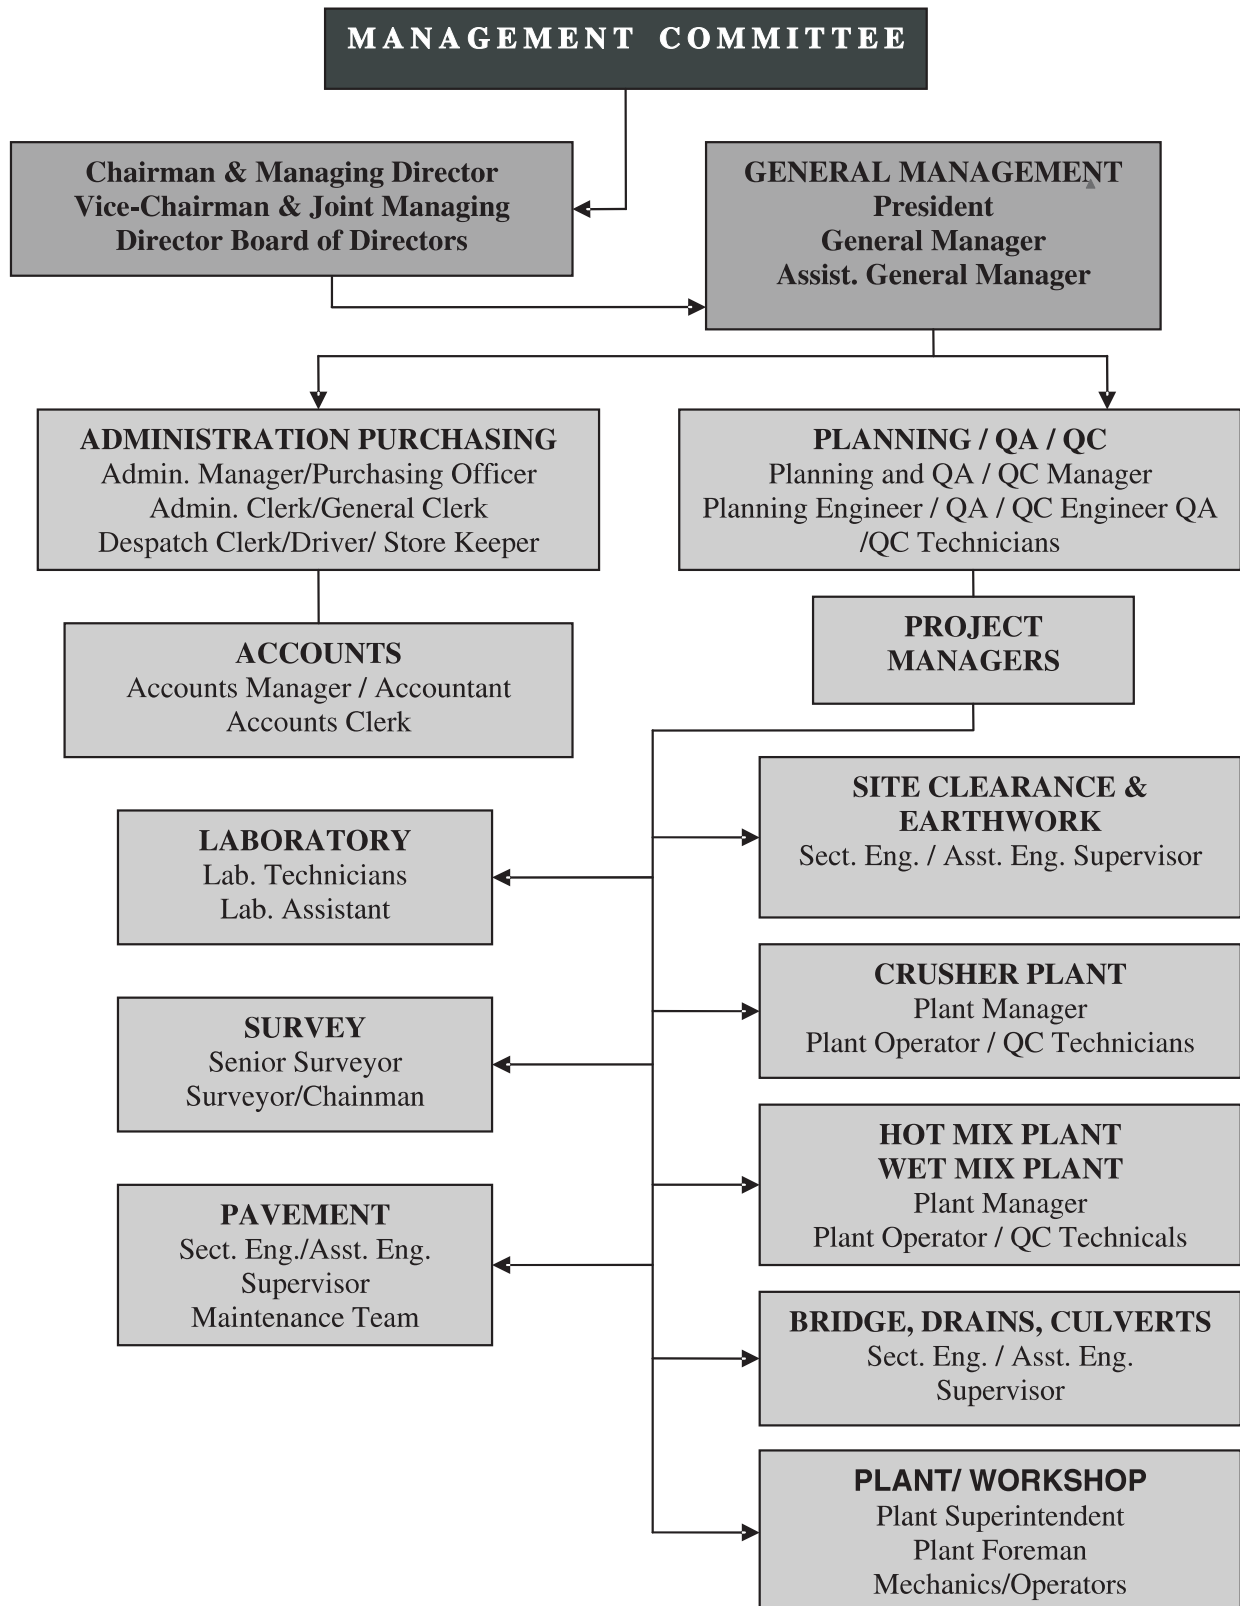 MANAGEMENT COMMITTEE
Chairman & Managing Director
Vice-Chairman & Joint Managing
Director Board of Directors
GENERAL MANAGEMENT
President
General Manager
Assist. General Manager
ADMINISTRATION PURCHASING
Admin. Manager/Purchasing Officer
Admin. Clerk/General Clerk
Despatch Clerk/Driver/ Store Keeper
PLANNING / QA / QC
Planning and QA / QC Manager
Planning Engineer / QA / QC Engineer QA
/QC Technicians
ACCOUNTS
Accounts Manager / Accountant
Accounts Clerk
PROJECT
MANAGERS
SITE CLEARANCE &
EARTHWORK
Sect. Eng. / Asst. Eng. Supervisor
LABORATORY
Lab. Technicians
Lab. Assistant
CRUSHER PLANT
Plant Manager
Plant Operator / QC Technicians
SURVEY
Senior Surveyor
Surveyor/Chainman
HOT MIX PLANT
WET MIX PLANT
Plant Manager
Plant Operator / QC Technicals
PAVEMENT
Sect. Eng./Asst. Eng.
Supervisor
Maintenance Team
BRIDGE, DRAINS, CULVERTS
Sect. Eng. / Asst. Eng.
Supervisor
PLANT/ WORKSHOP
Plant Superintendent
Plant Foreman
Mechanics/Operators